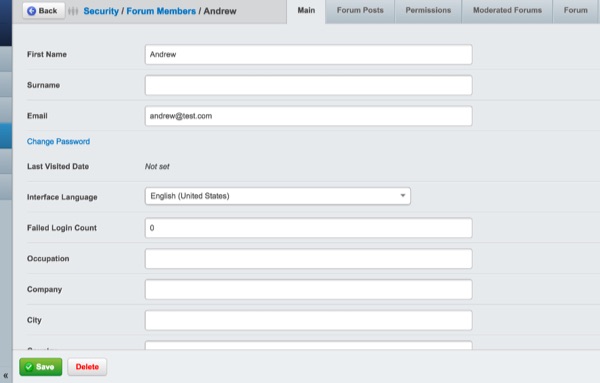 Back Security / Forum Members / Andrew Main Forum Posts Permissions Moderated Forums Forum
First Name Andrew
Surname
Email andrew@test.com
Change Password
Last Visited Date Not set
Interface Language English (United States)
Failed Login Count 0
Occupation
Company
City
Save Delete
«